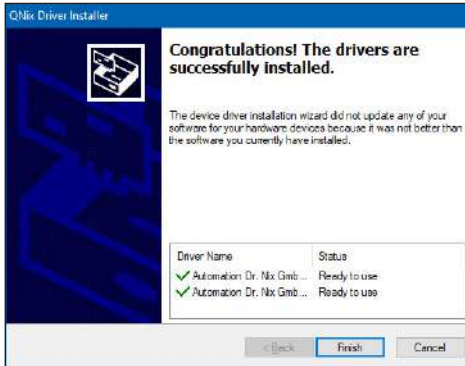 QNix Driver Installer
Congratulations! The drivers are
successfully installed.
The device driver installation wizard did not update any of your
software for your hardware devices because it was not better than
the software you currently have installed.
Driver Name Status
Automation Dr. Nix Gmb... Ready to use
Automation Dr. Nix Gmb... Ready to use
< Back Finish Cancel